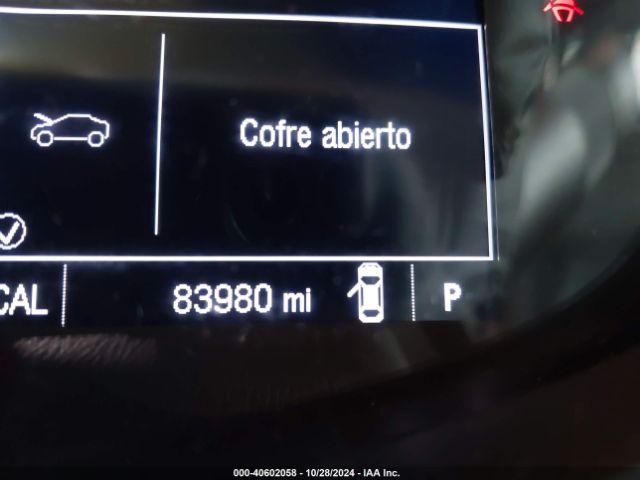 Cofre abierto
CAL
83980 mi
P
000-40602058 - 10/28/2024 - IAA Inc.